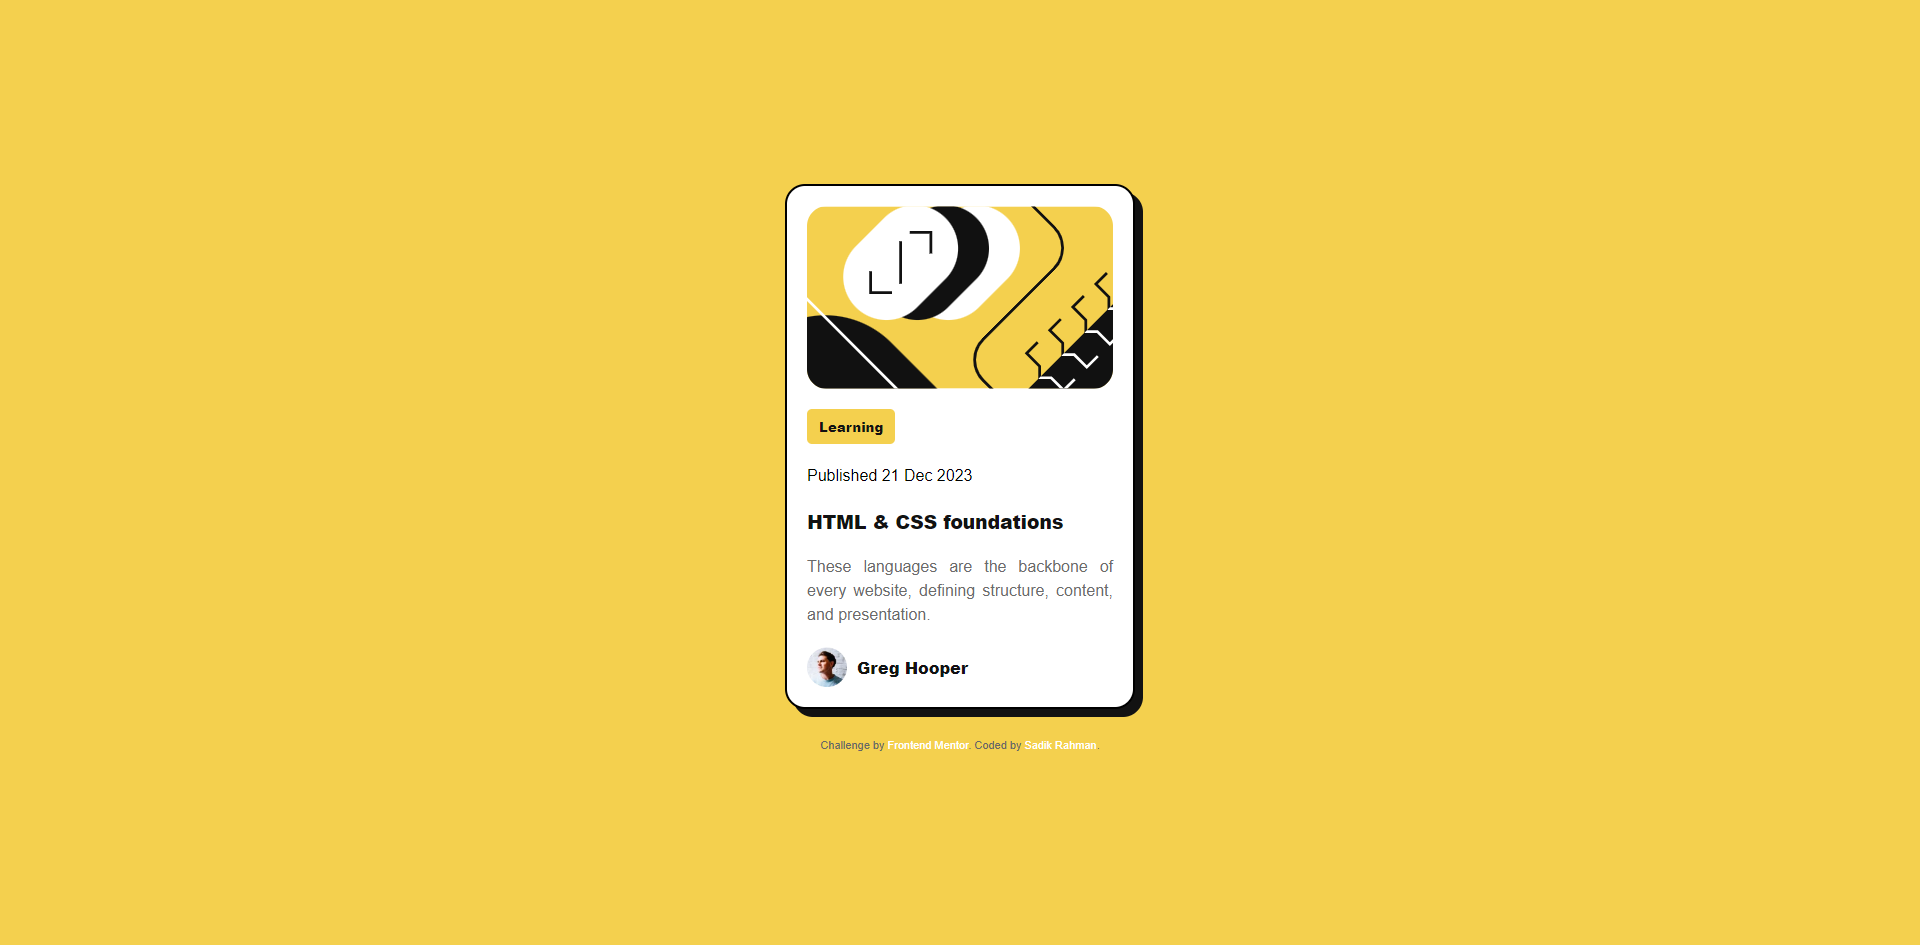 Learning
Published 21 Dec 2023
HTML & CSS foundations
These languages are the backbone of
every website, defining structure, content,
and presentation.
Greg Hooper
Challenge by Frontend Mentor. Coded by Sadik Rahman.